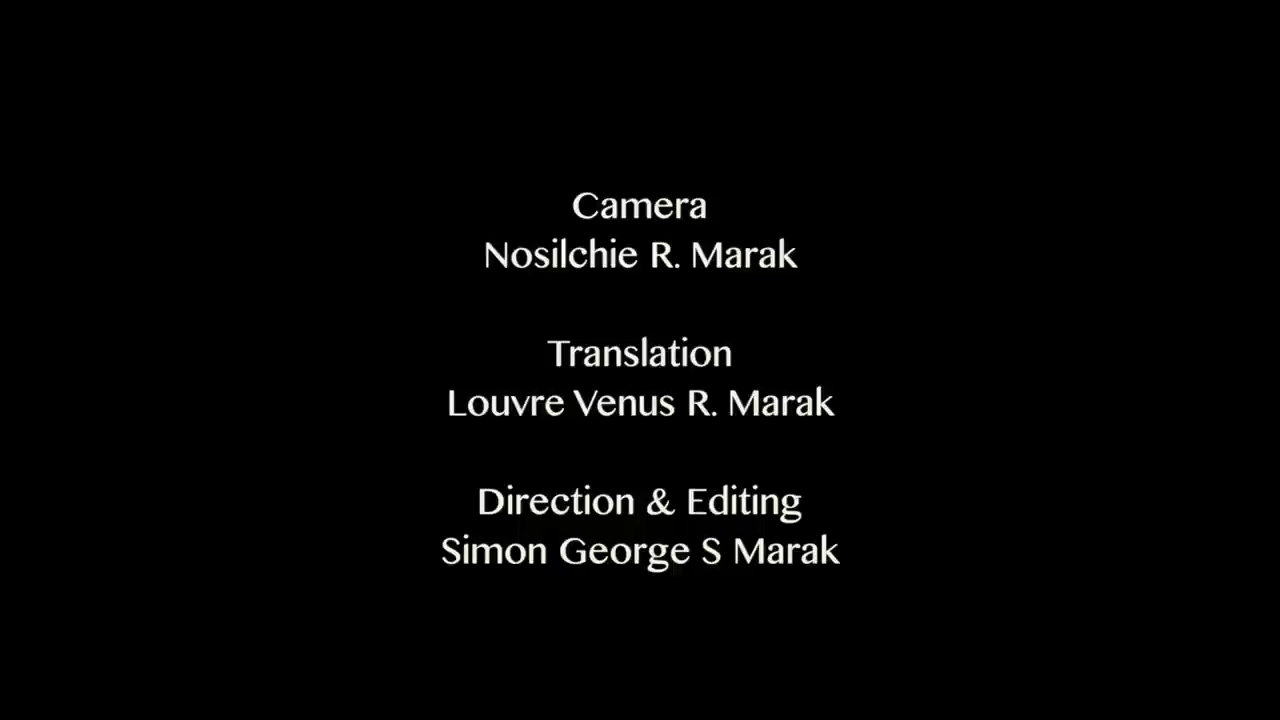 Camera
Nosilchie R. Marak
Translation
Louvre Venus R. Marak
Direction & Editing
Simon George S Marak